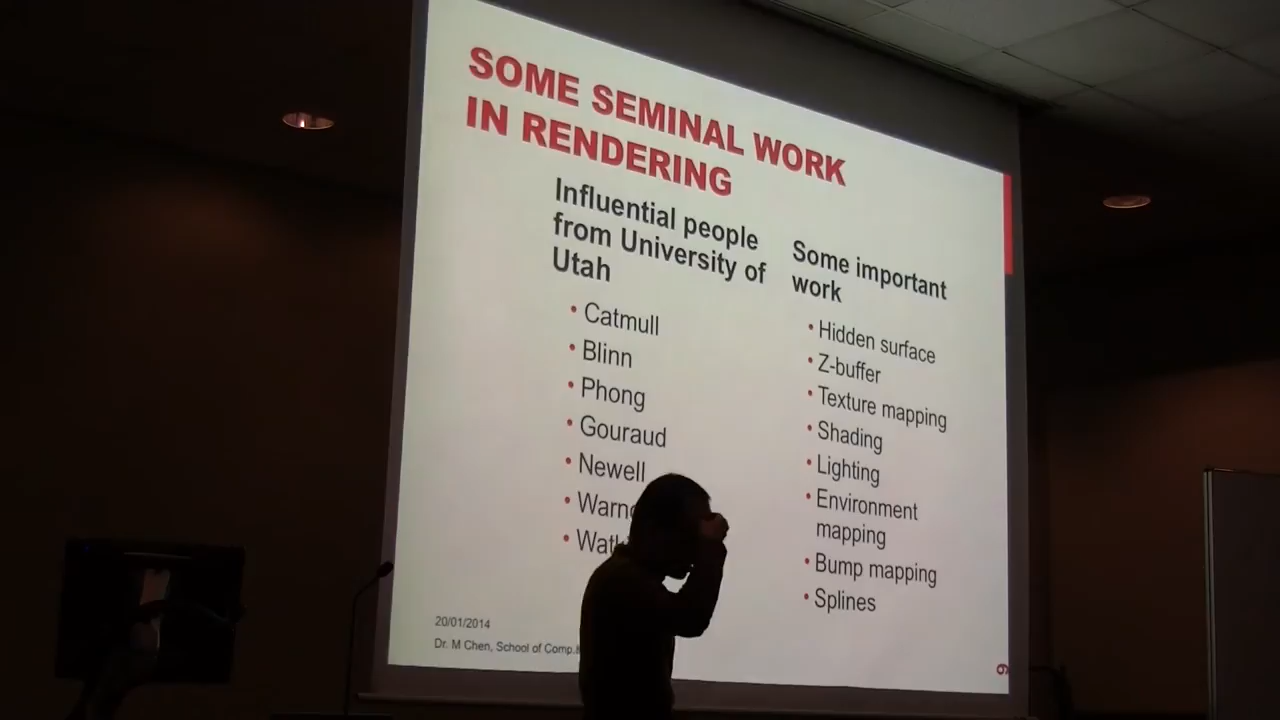 SOME SEMINAL WORK
IN RENDERING
Influential people
from University of
Utah
• Catmull
• Blinn
• Phong
• Gouraud
• Newell
Some important
work
• Hidden surface
• Z-buffer
• Texture mapping
• Shading
• Lighting
• Environment
mapping
• Bump mapping
• Splines
20/01/2014
Dr. M Chen, School of Comp.